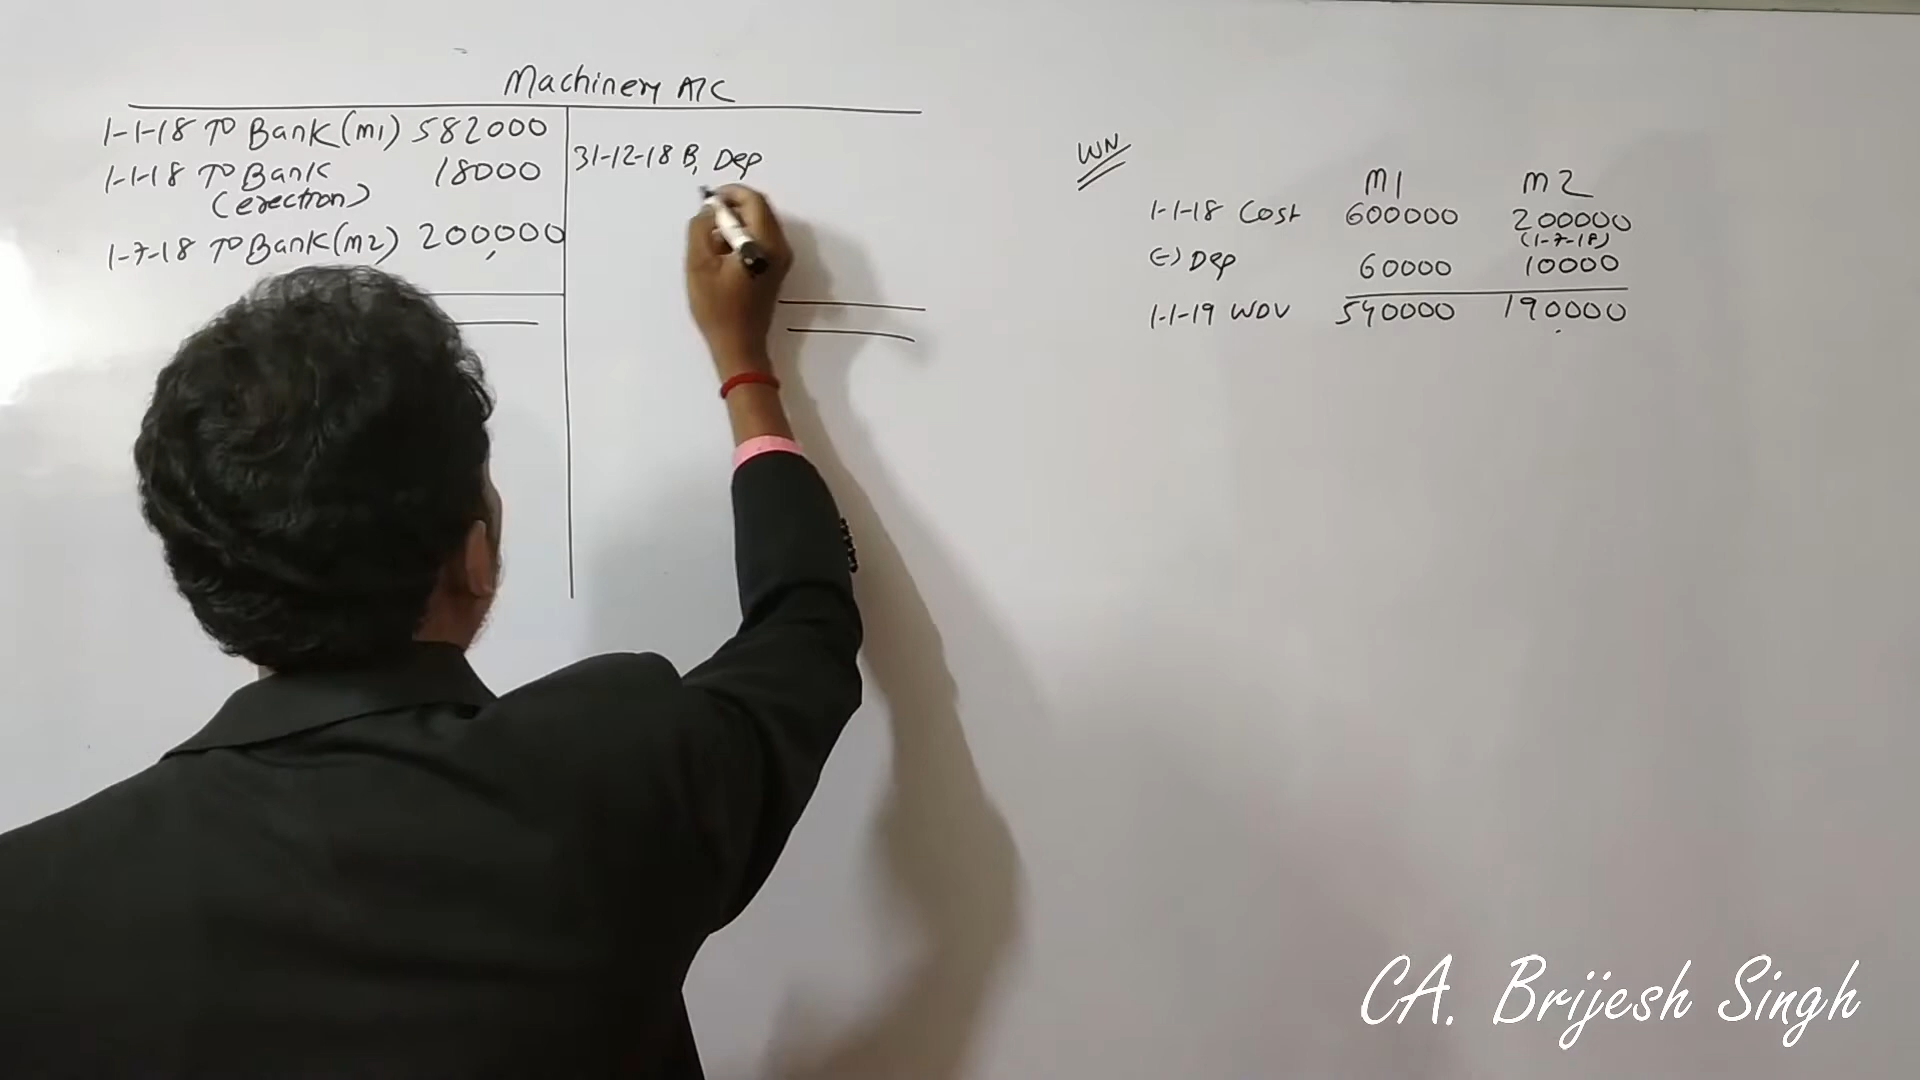 Machinery A/C
1-1-18 To Bank (m1) 582000
1-1-18 To Bank 18000
(erection)
1-7-18 To Bank (m2) 200,000
31-12-18 By Dep
WN
M1 M2
1-1-18 Cost 600000 200000
(1-7-18)
(-) Dep 60000 10000
1-1-19 WDV 540000 190000
CA. Brijesh Singh